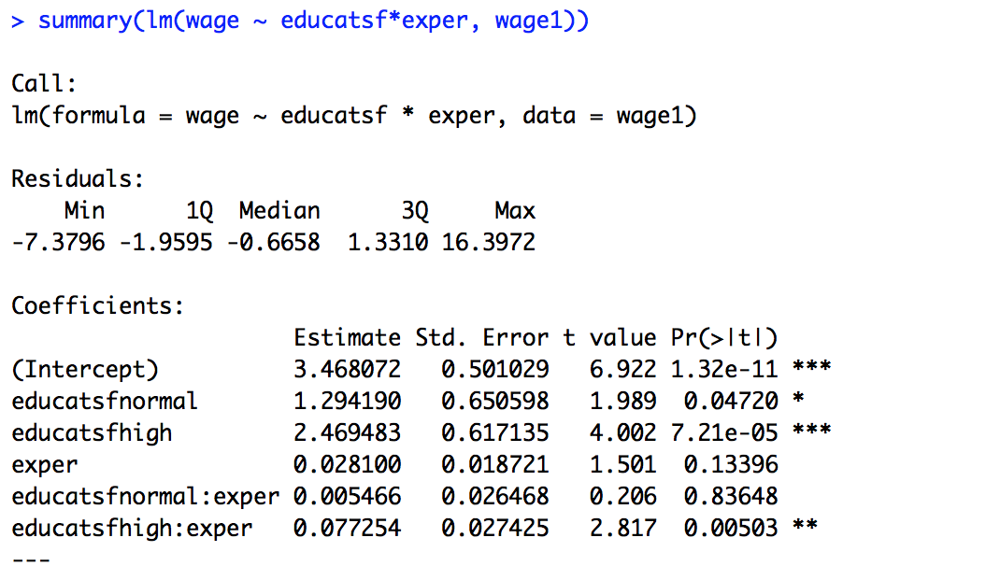 > summary(lm(wage ~ educatsf*exper, wage1))
Call:
lm(formula = wage ~ educatsf * exper, data = wage1)
Residuals:
    Min      1Q  Median      3Q     Max
-7.3796 -1.9595 -0.6658  1.3310 16.3972
Coefficients:
                     Estimate Std. Error t value Pr(>|t|)
(Intercept)          3.468072   0.501029   6.922 1.32e-11 ***
educatsfnormal       1.294190   0.650598   1.989  0.04720 *
educatsfhigh         2.469483   0.617135   4.002 7.21e-05 ***
exper                0.028100   0.018721   1.501  0.13396
educatsfnormal:exper 0.005466   0.026468   0.206  0.83648
educatsfhigh:exper   0.077254   0.027425   2.817  0.00503 **
---